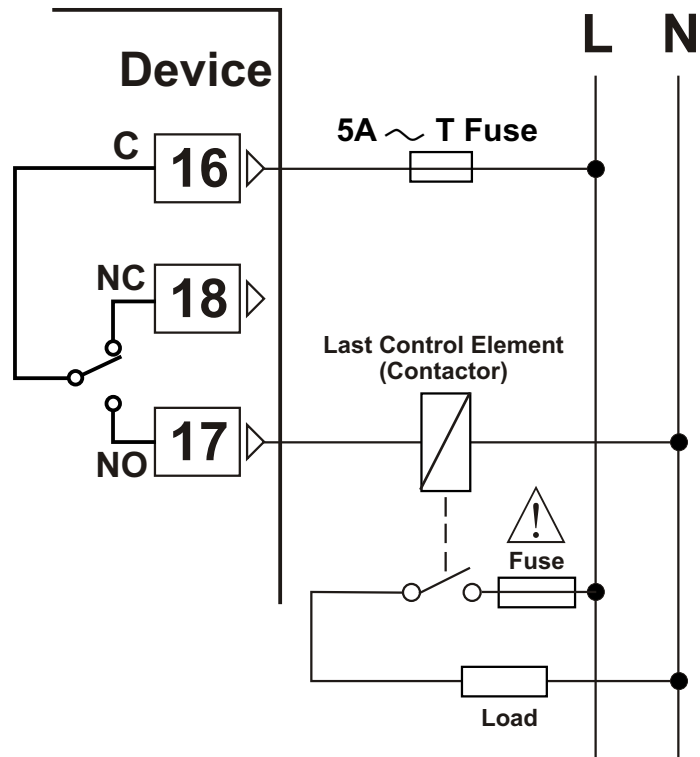 L N
Device
5A ~ T Fuse
C
16
NC
18
Last Control Element
(Contactor)
17
NO
!
Fuse
Load